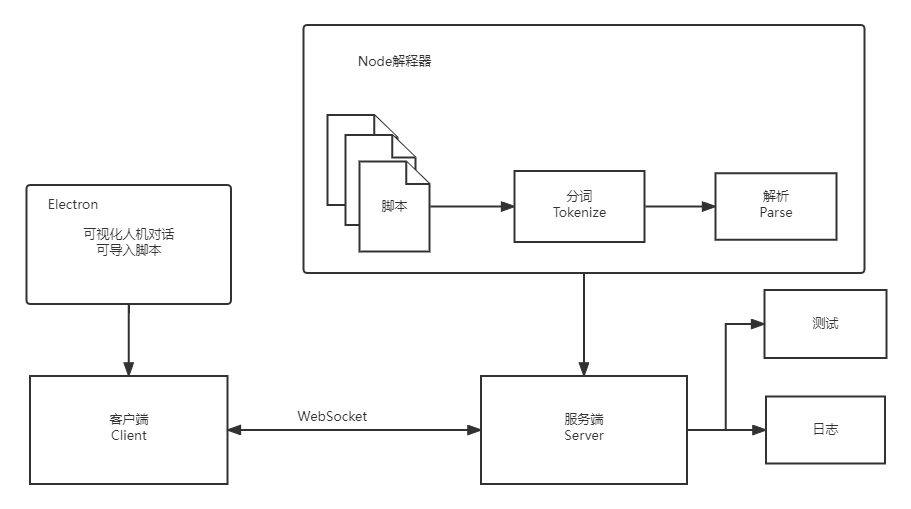 Node解释器
脚本
分词
Tokenize
解析
Parse
Electron
可视化人机对话
可导入脚本
测试
客户端
Client
WebSocket
服务端
Server
日志